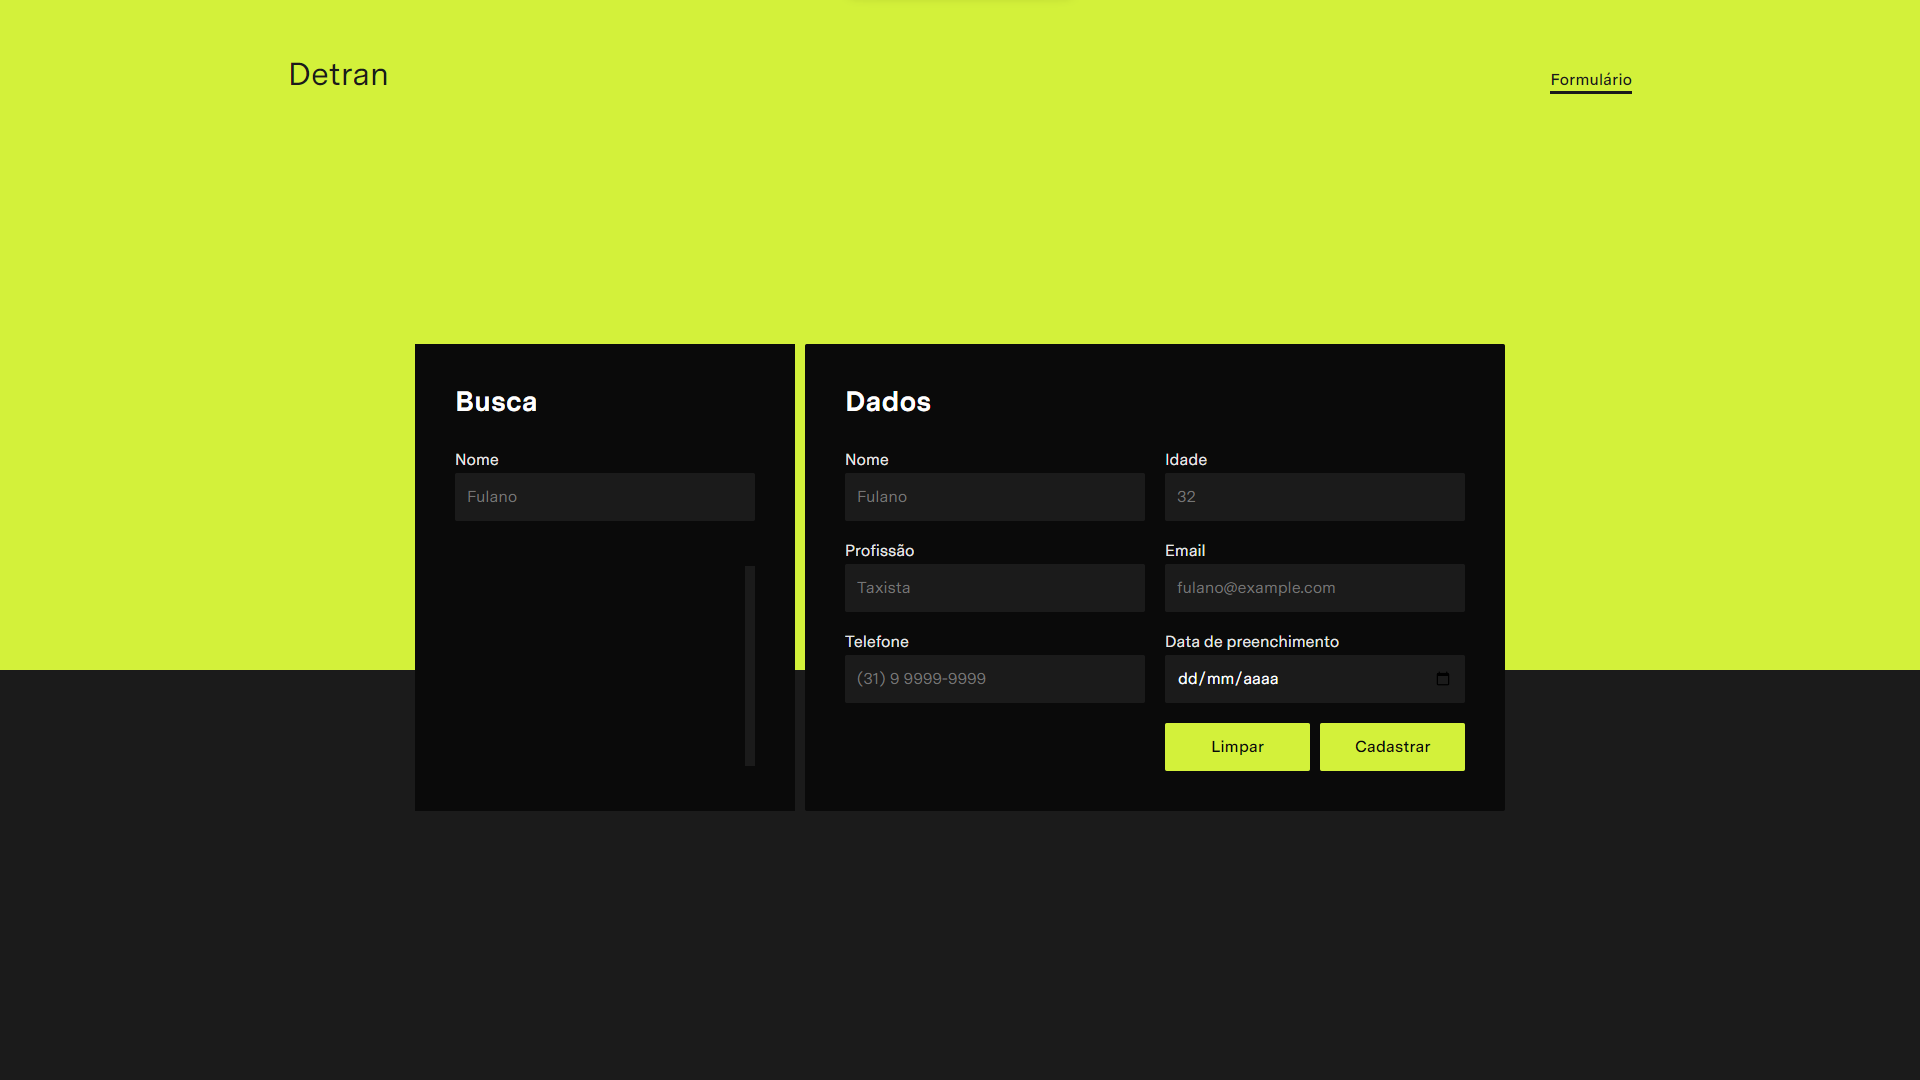 Detran
Formulário
Busca
Nome
Fulano
Dados
Nome
Fulano
Idade
32
Profissão
Taxista
Email
fulano@example.com
Telefone
(31) 9 9999-9999
Data de preenchimento
dd/mm/aaaa
Limpar
Cadastrar